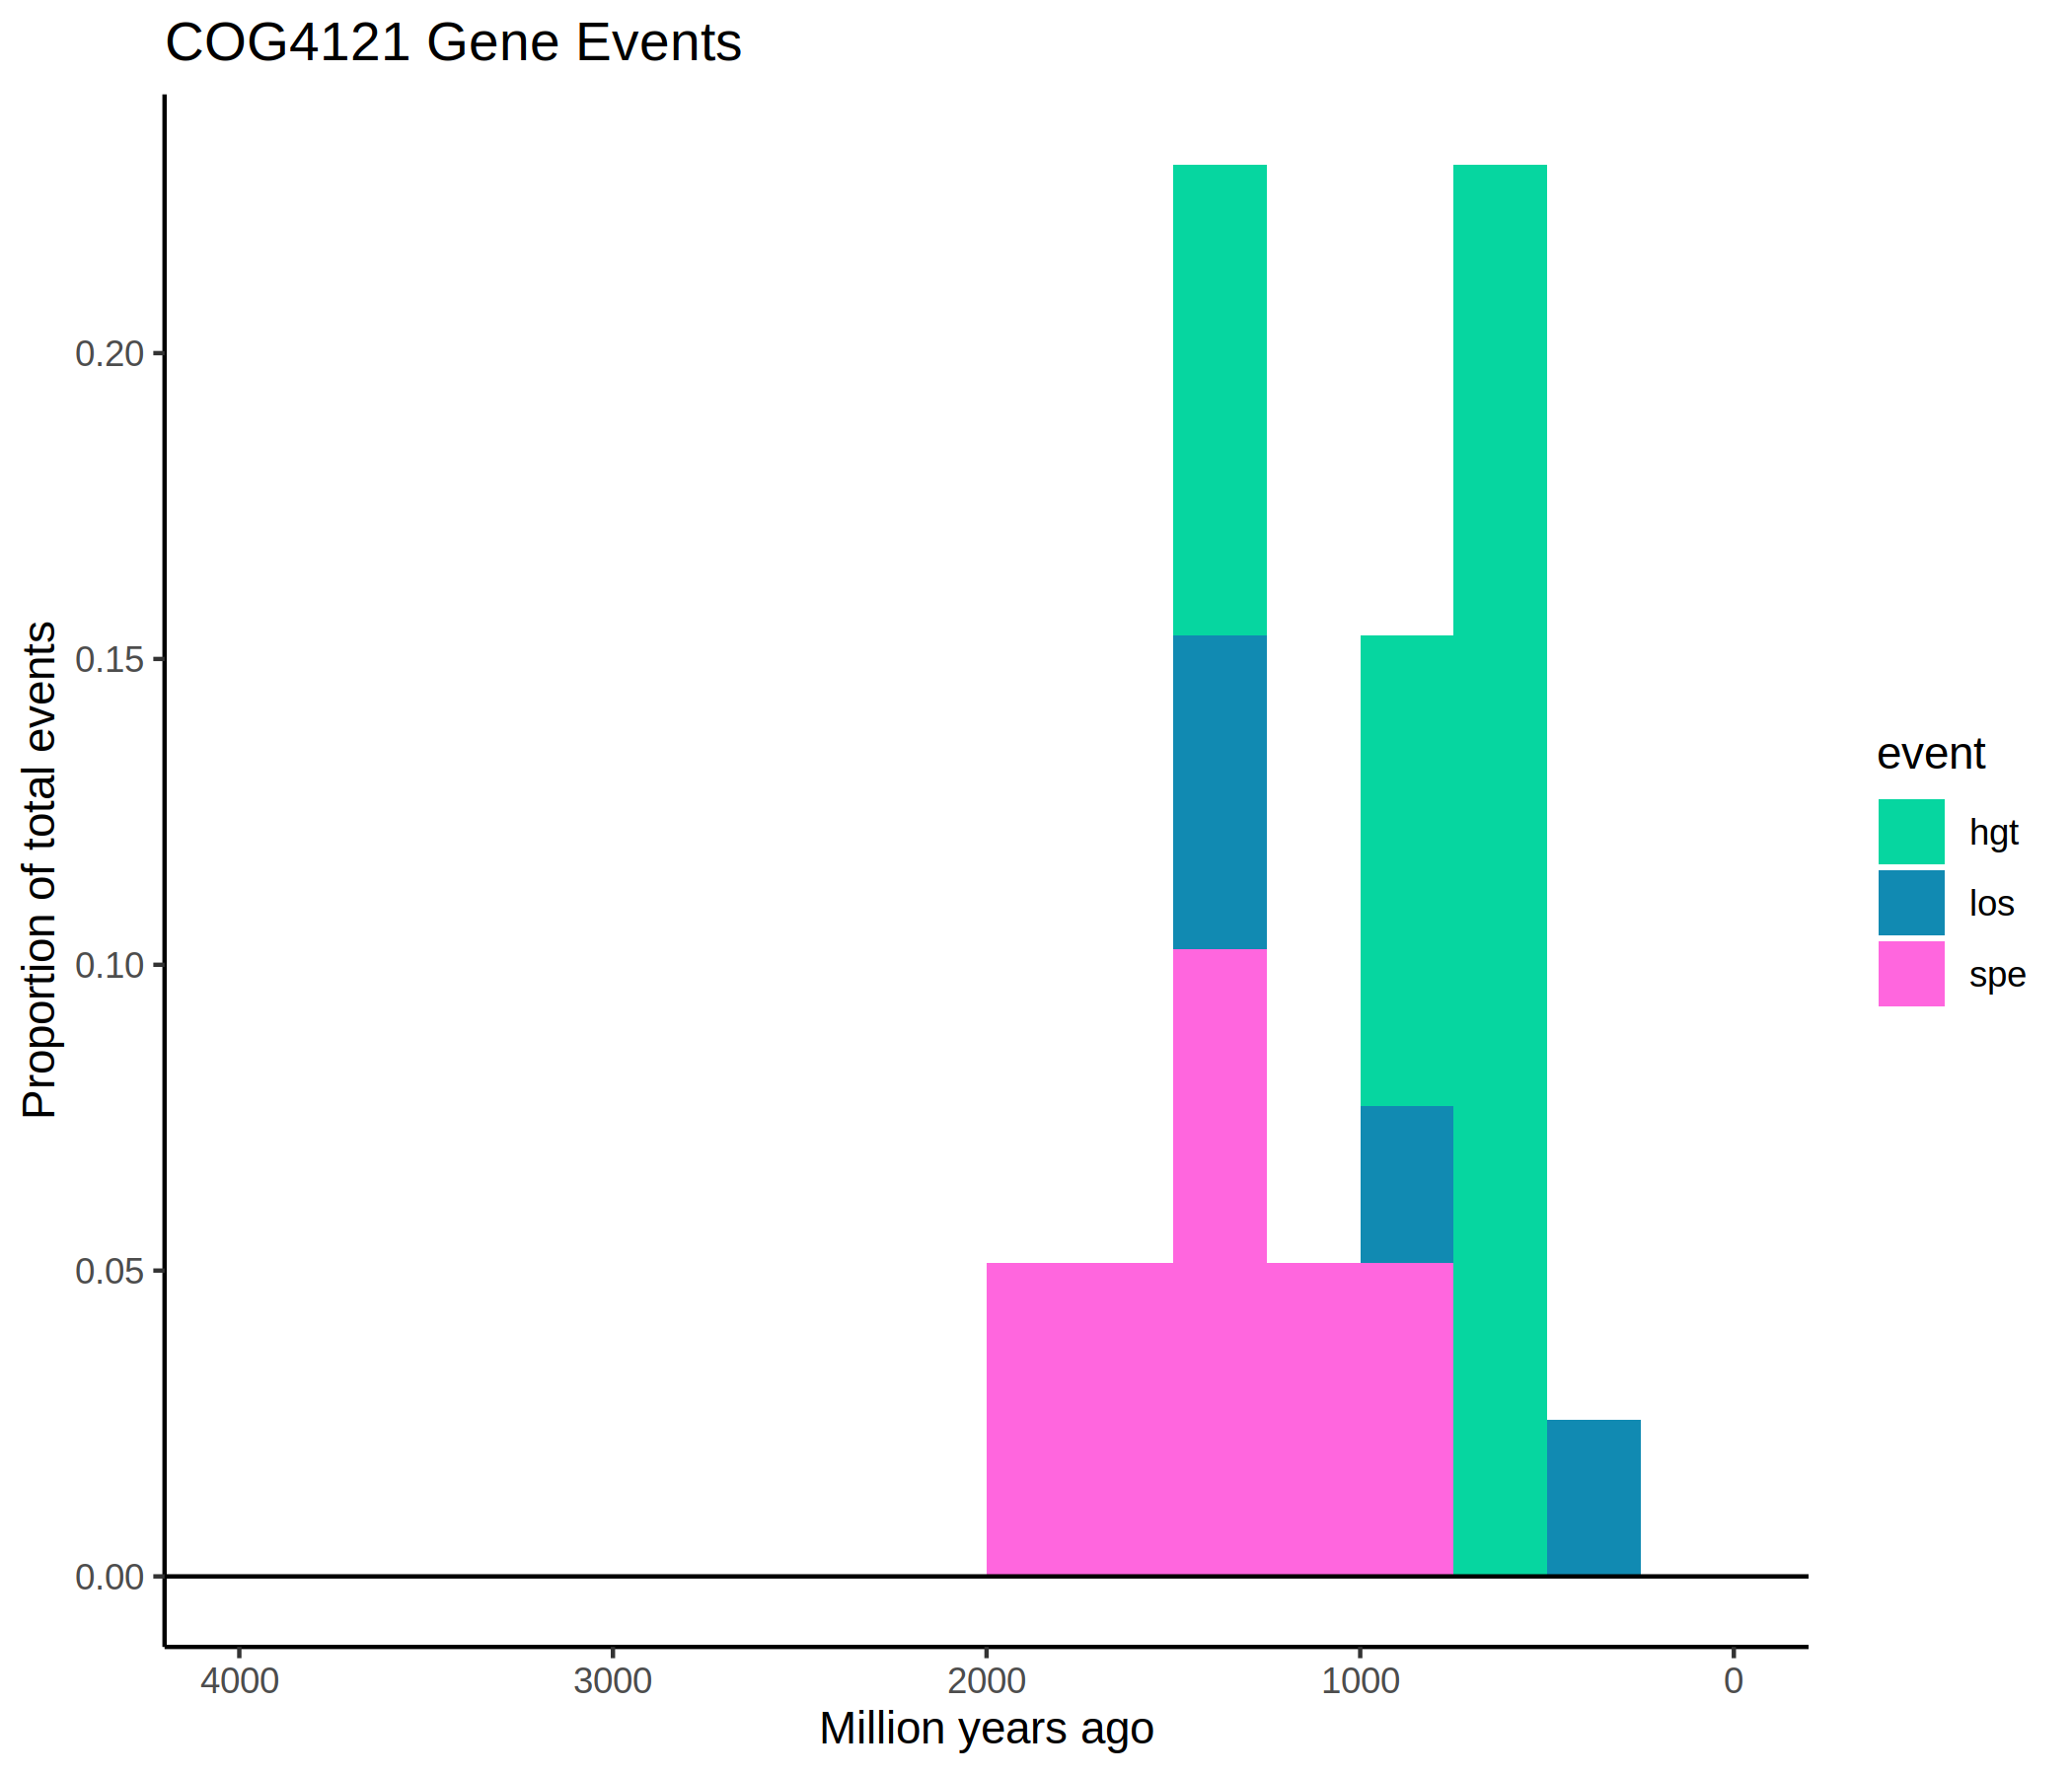 COG4121 Gene Events
Proportion of total events
0.20
0.15
0.10
0.05
0.00
4000 3000 2000 1000 0
Million years ago
event
hgt
los
spe